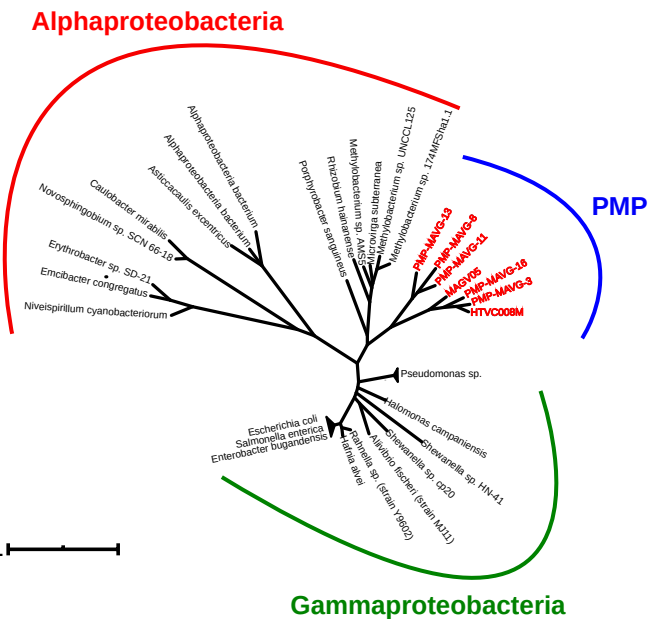 Alphaproteobacteria
PMP
Alphaproteobacteria bacterium
Alphaproteobacteria bacterium
Asticcacaulis excentricus
Caulobacter mirabilis
Novosphingobium sp. SCN 66-18
Erythrobacter sp. SD-21
Emcibacter congregatus
Niveispirillum cyanobacteriorum
Porphyrobacter sanguineus
Rhizobium hainanense
Methylobacterium sp. AMS5
Microvirga subterranea
Methylobacterium sp. UNCCL125
Methylobacterium sp. 174MFSha1.1
PMP-MAVG-13
PMP-MAVG-8
PMP-MAVG-11
MAGV05
PMP-MAVG-16
PMP-MAVG-3
HTVC008M
Pseudomonas sp.
Halomonas campaniensis
Shewanella sp. HN-41
Shewanella sp. cp20
Aliivibrio fischeri (strain MJ11)
Rahnella sp. (strain Y9602)
Hafnia alvei
Escherichia coli
Salmonella enterica
Enterobacter bugandensis
Gammaproteobacteria